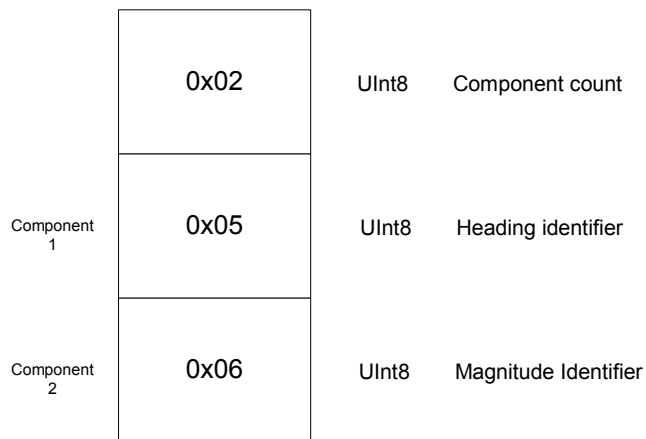 0x02 UInt8 Component count
Component
1
0x05 UInt8 Heading identifier
Component
2
0x06 UInt8 Magnitude Identifier